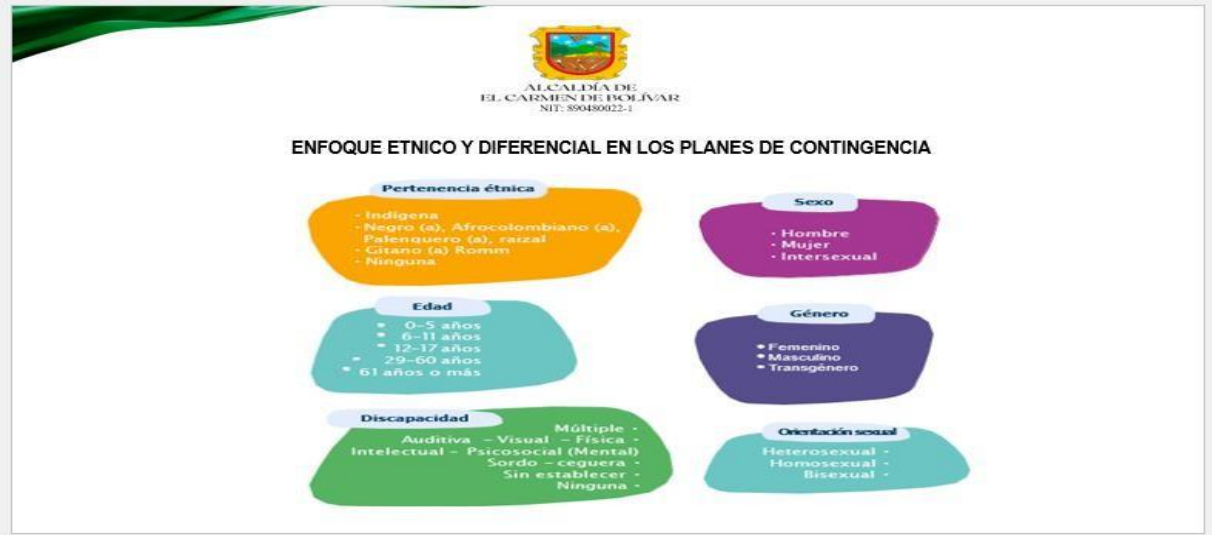 ALCALDÍA DE
EL CARMEN DE BOLÍVAR
NIT: 890480022-1
ENFOQUE ETNICO Y DIFERENCIAL EN LOS PLANES DE CONTINGENCIA
Pertenencia étnica
- Indígena
- Negro (a), Afrocolombiano (a),
Palenquero (a), raizal
- Gitano (a) Romm
- Ninguna
Sexo
- Hombre
- Mujer
- Intersexual
Edad
• 0-5 años
• 6-11 años
• 12-17 años
• 29-60 años
• 61 años o más
Género
• Femenino
• Masculino
• Transgénero
Discapacidad
Múltiple -
Auditiva - Visual - Física -
Intelectual - Psicosocial (Mental)
Sordo - ceguera -
Sin establecer -
Ninguna -
Orientación sexual
Heterosexual -
Homosexual -
Bisexual -